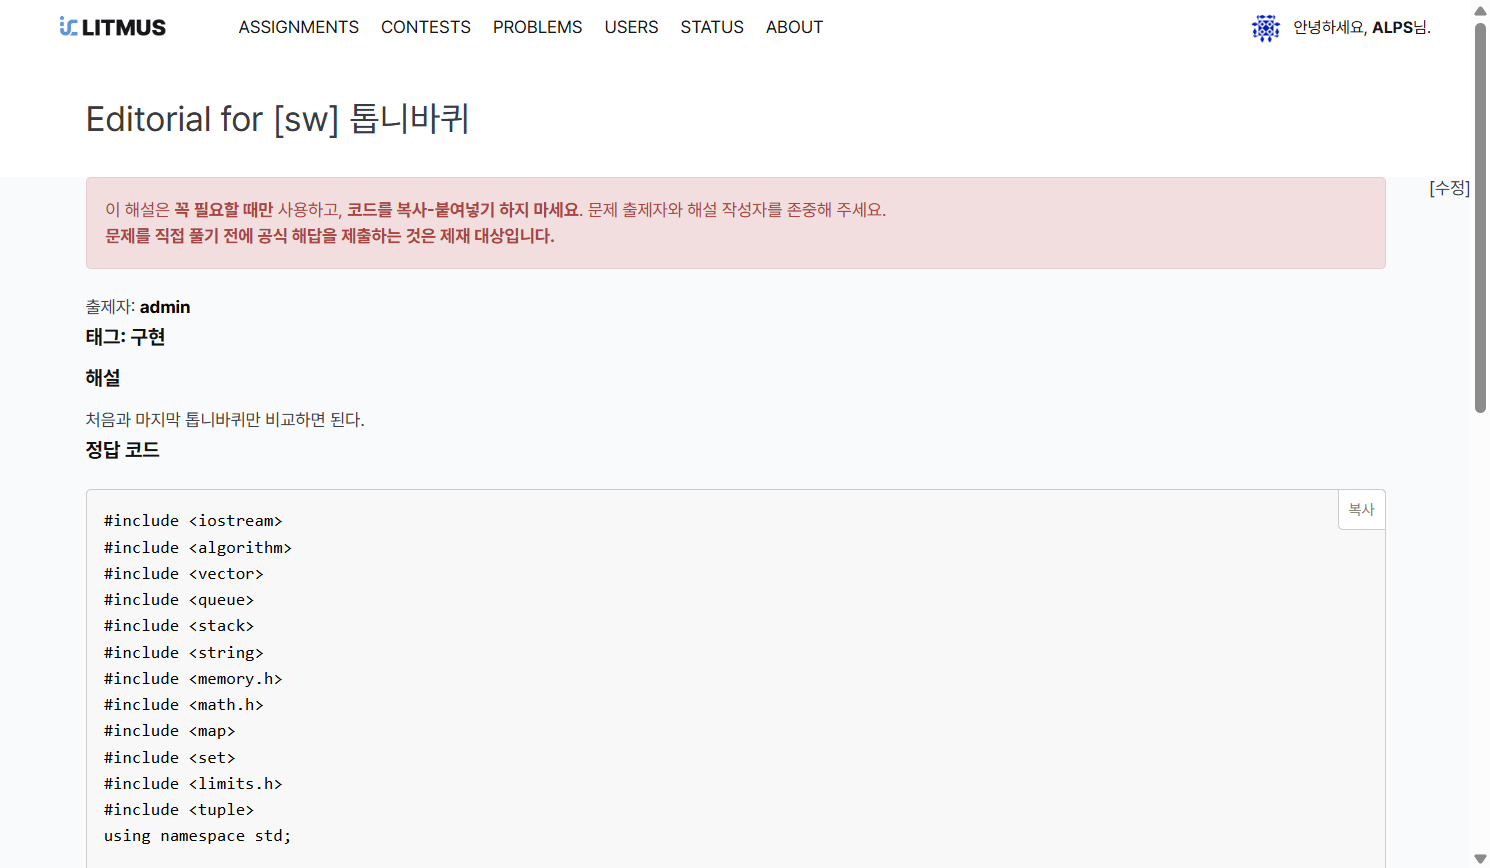 LITMUS
ASSIGNMENTS CONTESTS PROBLEMS USERS STATUS ABOUT
안녕하세요, ALPS님.
Editorial for [sw] 톱니바퀴
[수정]
이 해설은 꼭 필요할 때만 사용하고, 코드를 복사-붙여넣기 하지 마세요. 문제 출제자와 해설 작성자를 존중해 주세요.
문제를 직접 풀기 전에 공식 해답을 제출하는 것은 제재 대상입니다.
출제자: admin
태그: 구현
해설
처음과 마지막 톱니바퀴만 비교하면 된다.
정답 코드
복사
#include <iostream>
#include <algorithm>
#include <vector>
#include <queue>
#include <stack>
#include <string>
#include <memory.h>
#include <math.h>
#include <map>
#include <set>
#include <limits.h>
#include <tuple>
using namespace std;